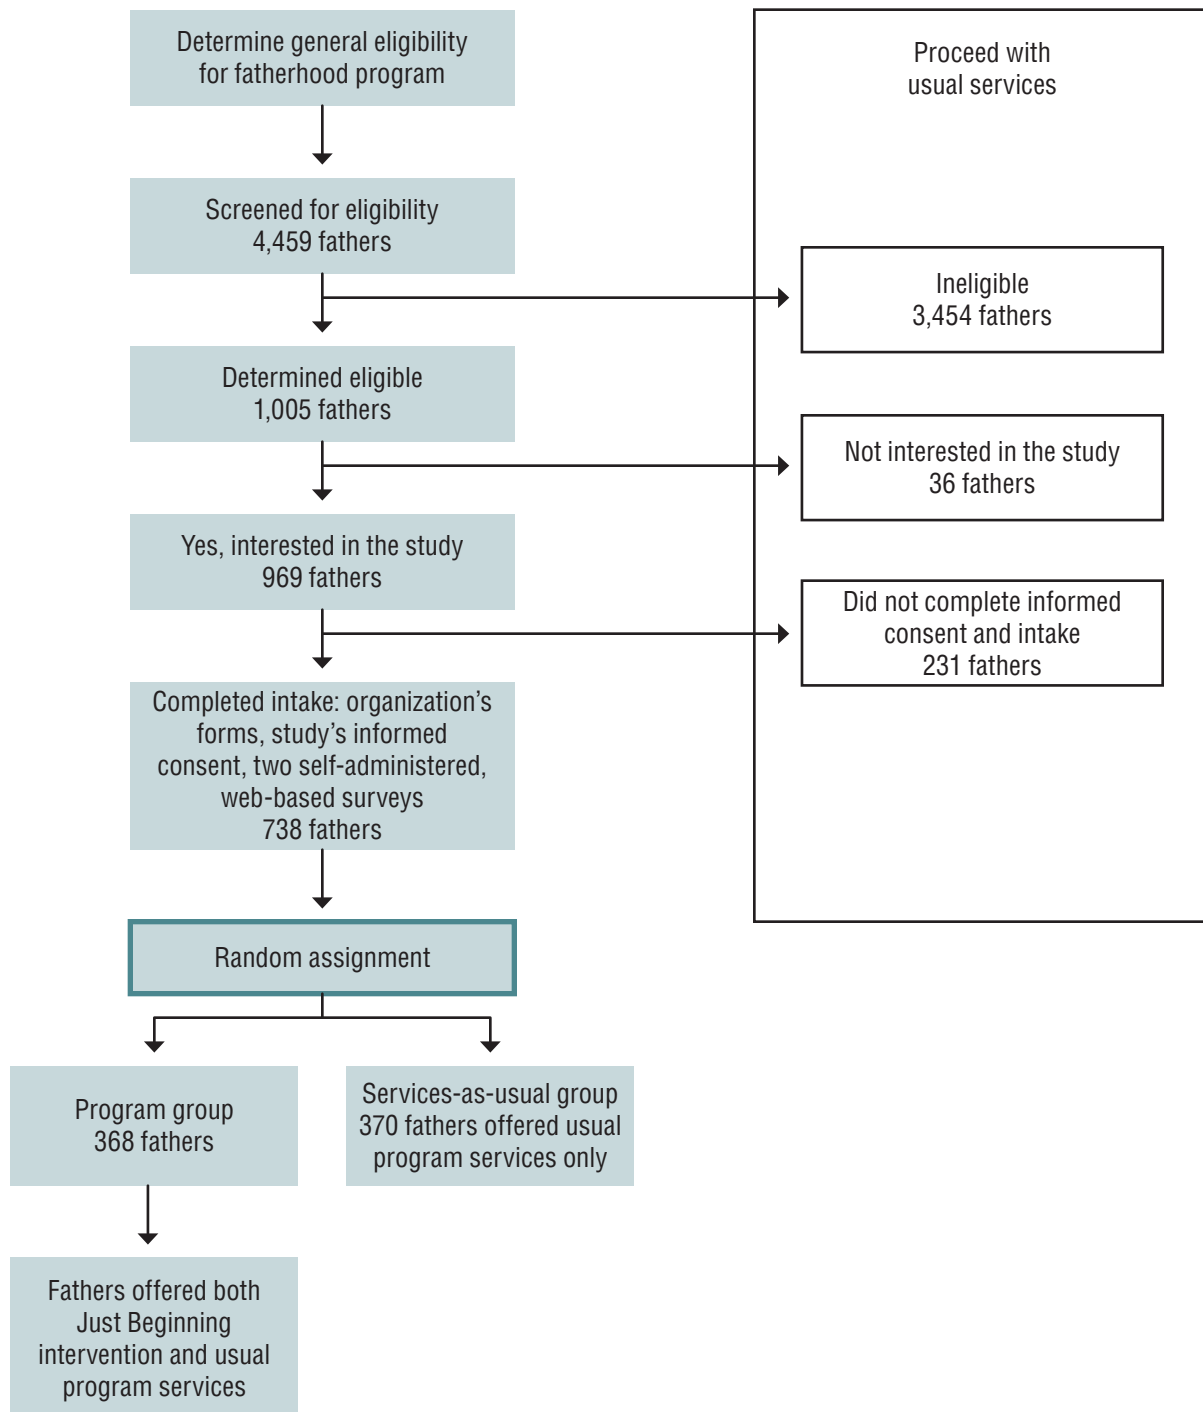 Determine general eligibility
for fatherhood program
Proceed with
usual services
Screened for eligibility
4,459 fathers
Ineligible
3,454 fathers
Determined eligible
1,005 fathers
Not interested in the study
36 fathers
Yes, interested in the study
969 fathers
Did not complete informed
consent and intake
231 fathers
Completed intake: organization’s
forms, study’s informed
consent, two self-administered,
web-based surveys
738 fathers
Random assignment
Program group
368 fathers
Services-as-usual group
370 fathers offered usual
program services only
Fathers offered both
Just Beginning
intervention and usual
program services